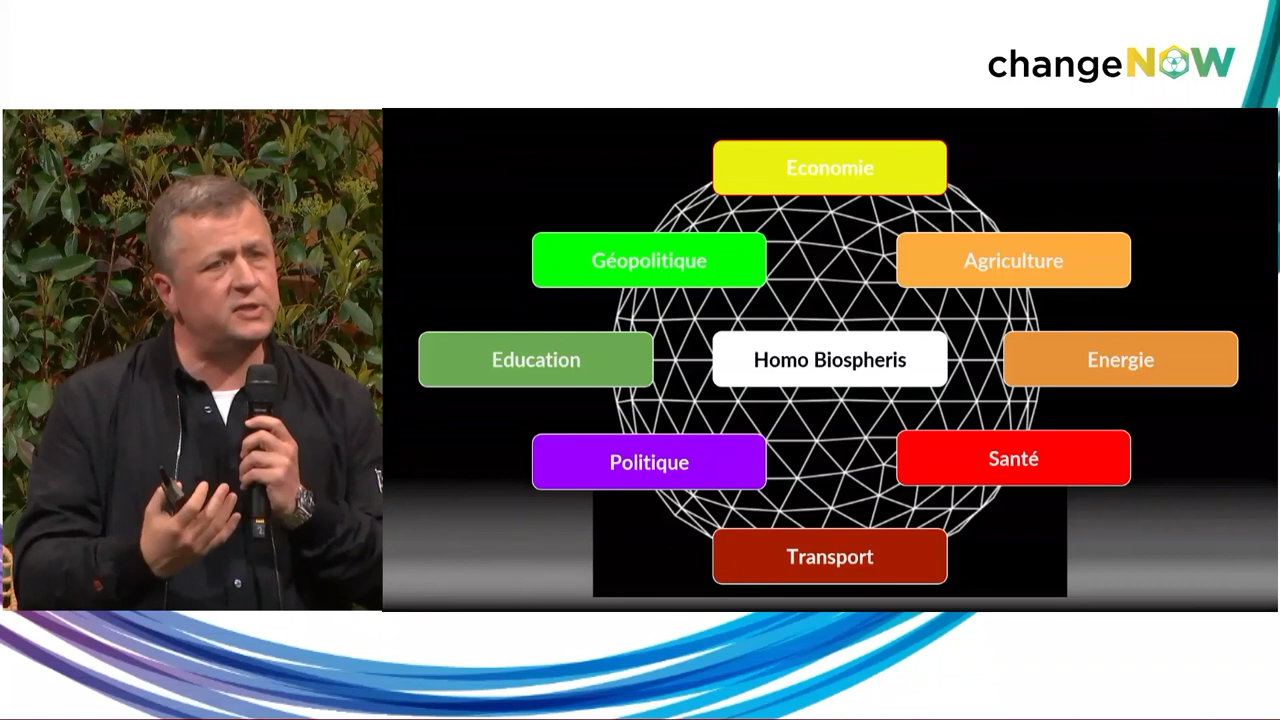 changeNOW
Economie
Géopolitique
Agriculture
Education
Homo Biospheris
Energie
Politique
Santé
Transport